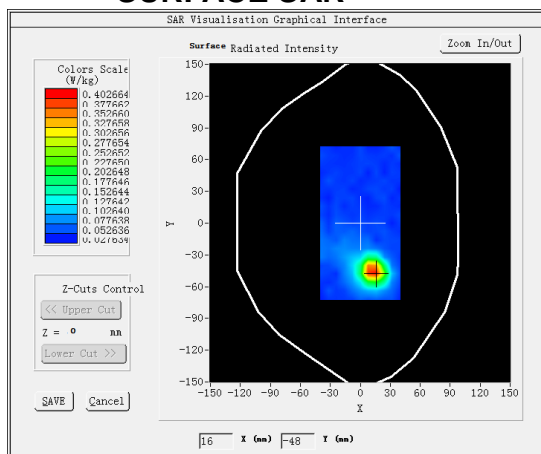 SURFACE SAR
SAR Visualisation Graphical Interface
Surface Radiated Intensity
Zoom In/Out
Colors Scale
(W/kg)
0.402664
0.377662
0.352660
0.327658
0.302656
0.277654
0.252652
0.227650
0.202648
0.177646
0.152644
0.127642
0.102640
0.077638
0.052636
0.027634
150
120
90
60
30
0
-30
-60
-90
-120
-150
Y
-150 -120 -90 -60 -30 0 30 60 90 120 150
X
Z-Cuts Control
<< Upper Cut
Z = 0 mm
Lower Cut >>
SAVE Cancel
16 X (mm) -48 Y (mm)